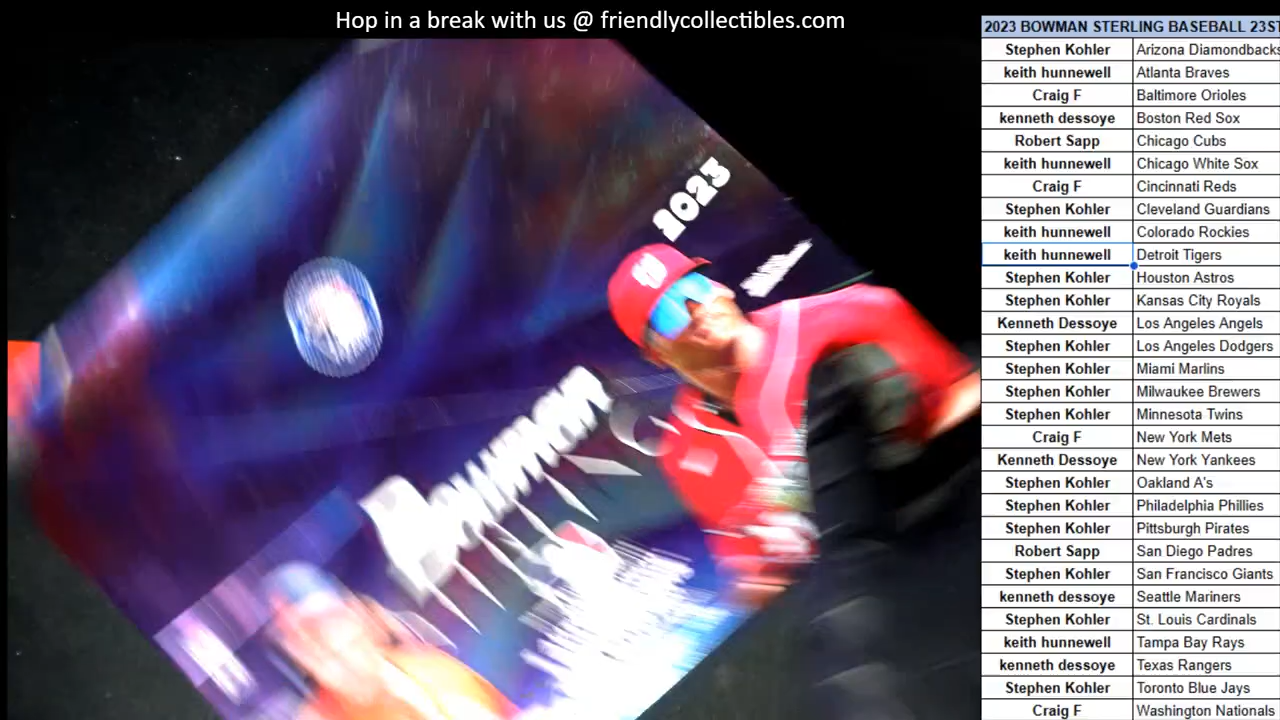 Hop in a break with us @ friendlycollectibles.com
2023
BOWMAN
2023 BOWMAN STERLING BASEBALL 23ST
Stephen Kohler Arizona Diamondbacks
keith hunnewell Atlanta Braves
Craig F Baltimore Orioles
kenneth dessoye Boston Red Sox
Robert Sapp Chicago Cubs
keith hunnewell Chicago White Sox
Craig F Cincinnati Reds
Stephen Kohler Cleveland Guardians
keith hunnewell Colorado Rockies
keith hunnewell Detroit Tigers
Stephen Kohler Houston Astros
Stephen Kohler Kansas City Royals
Kenneth Dessoye Los Angeles Angels
Stephen Kohler Los Angeles Dodgers
Stephen Kohler Miami Marlins
Stephen Kohler Milwaukee Brewers
Stephen Kohler Minnesota Twins
Craig F New York Mets
Kenneth Dessoye New York Yankees
Stephen Kohler Oakland A's
Stephen Kohler Philadelphia Phillies
Stephen Kohler Pittsburgh Pirates
Robert Sapp San Diego Padres
Stephen Kohler San Francisco Giants
kenneth dessoye Seattle Mariners
Stephen Kohler St. Louis Cardinals
keith hunnewell Tampa Bay Rays
kenneth dessoye Texas Rangers
Stephen Kohler Toronto Blue Jays
Craig F Washington Nationals